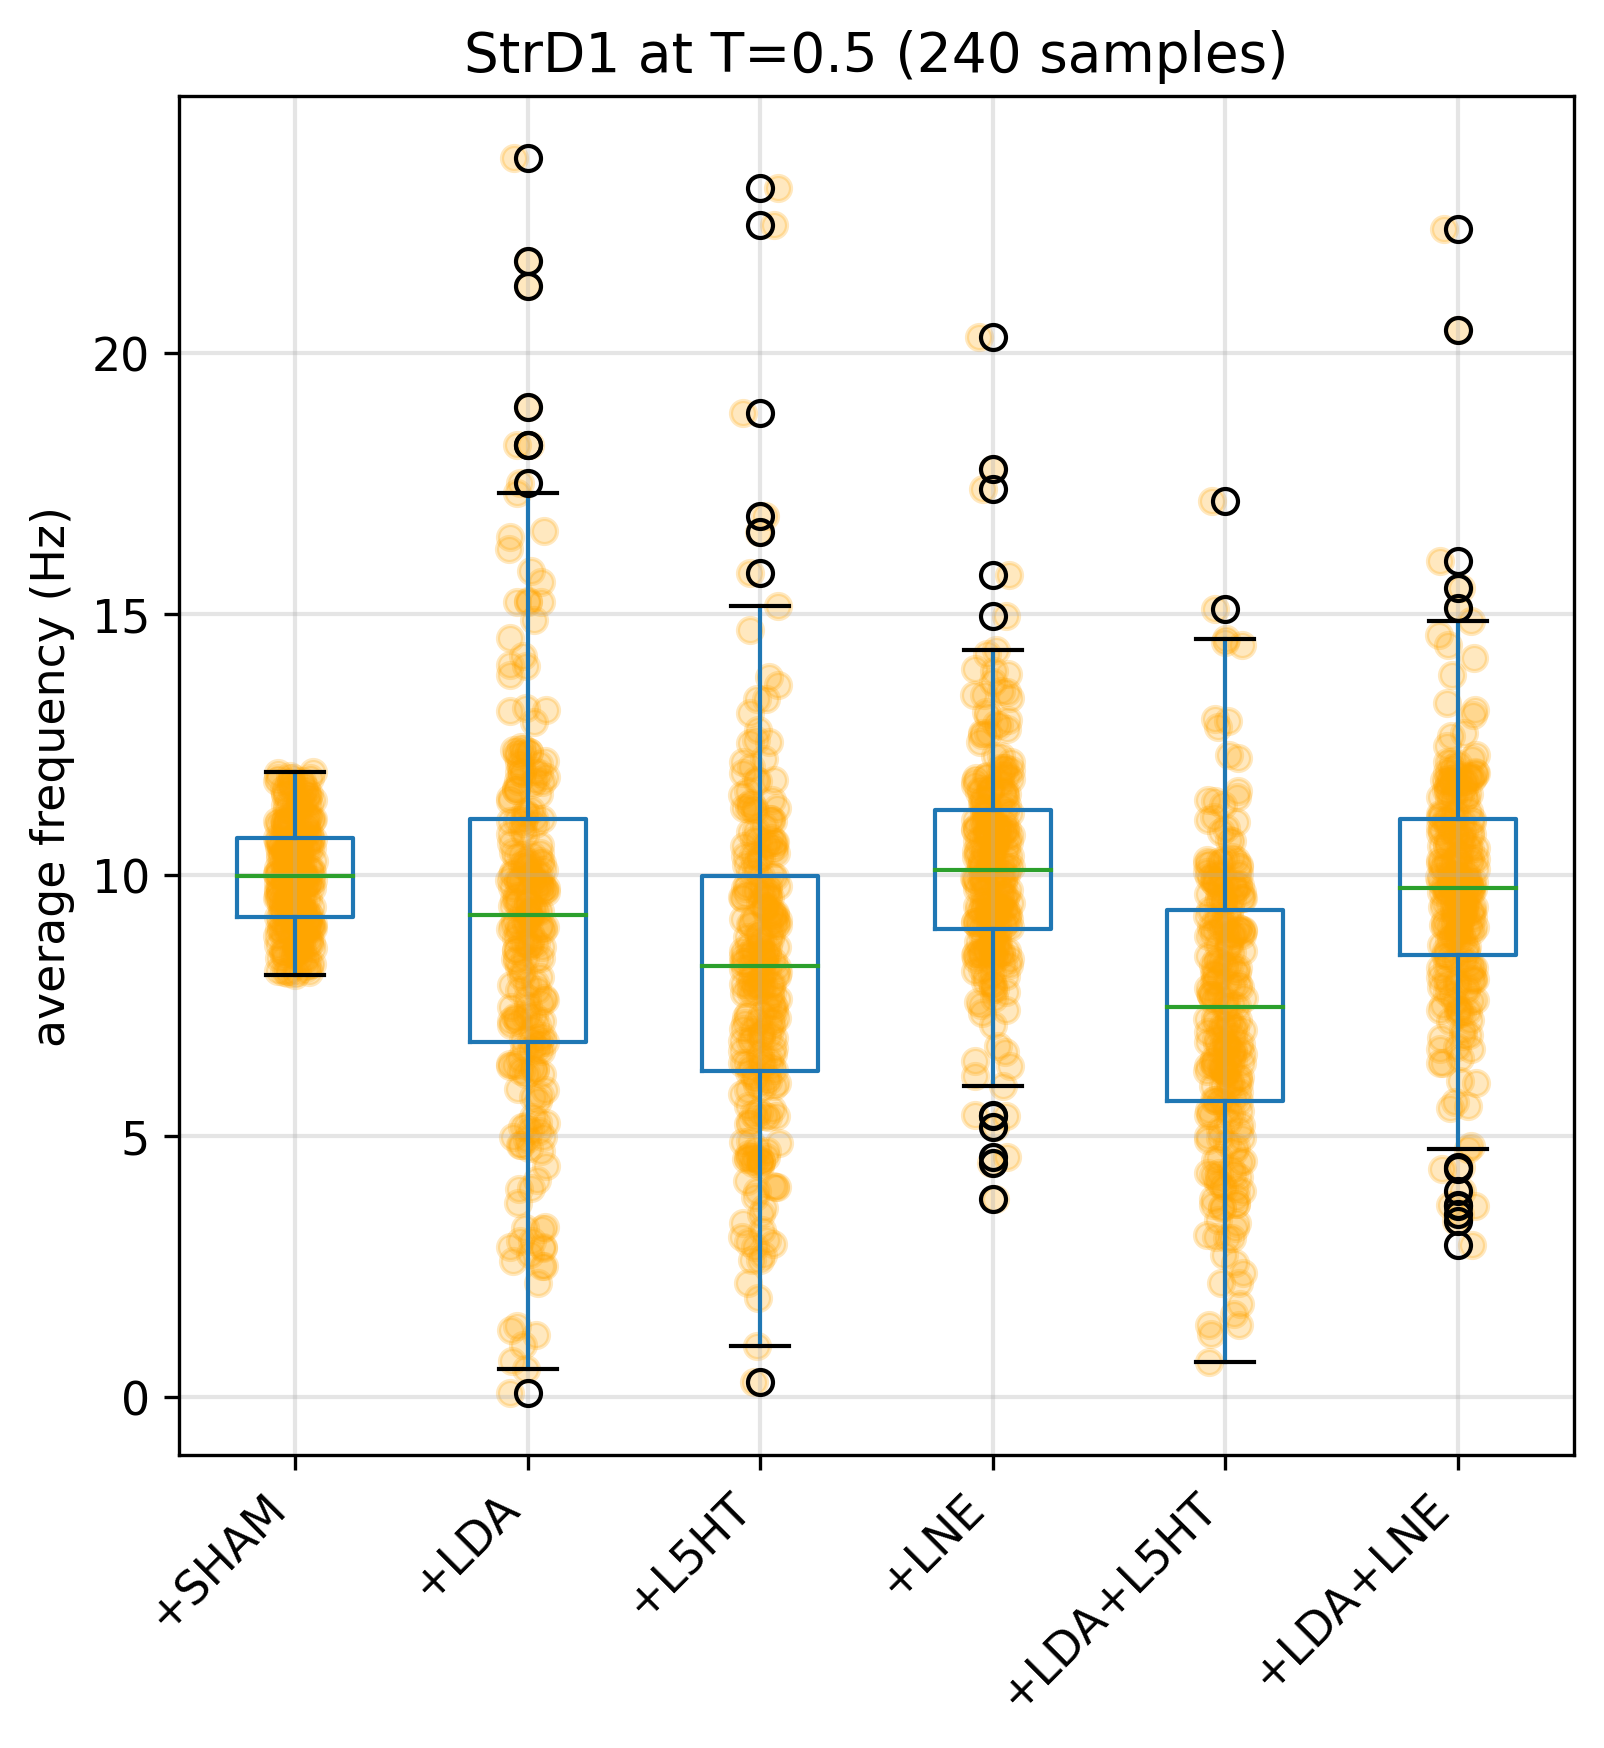 StrD1 at T=0.5 (240 samples)
average frequency (Hz)
20
15
10
5
0
+SHAM
+LDA
+L5HT
+LNE
+LDA+L5HT
+LDA+LNE